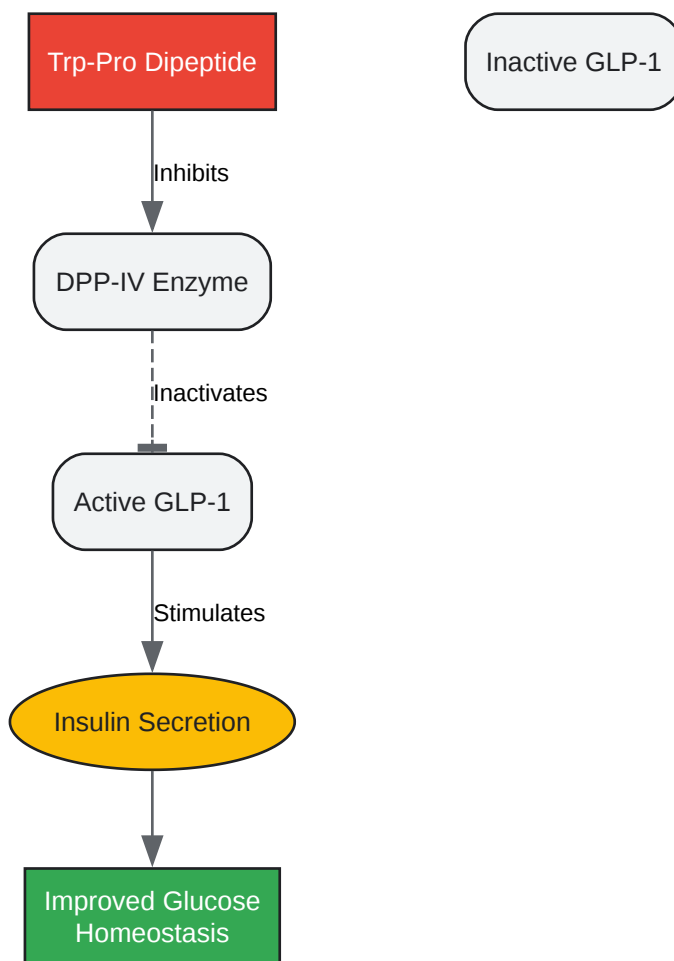 Trp-Pro Dipeptide
Inactive GLP-1
Inhibits
DPP-IV Enzyme
Inactivates
Active GLP-1
Stimulates
Insulin Secretion
Improved Glucose
Homeostasis